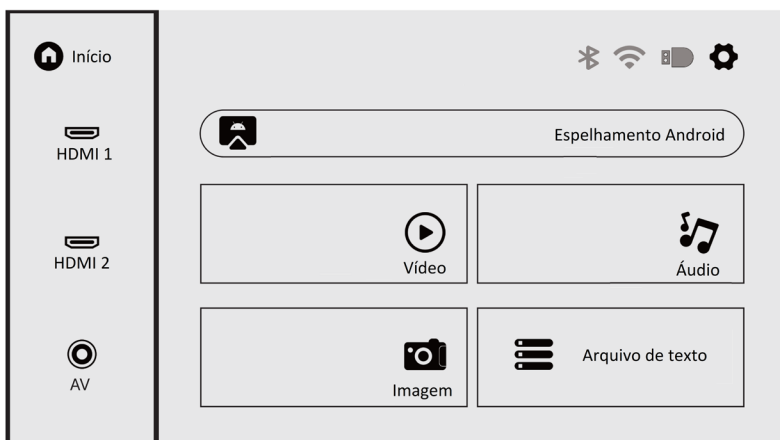 Início
HDMI 1
HDMI 2
AV
Espelhamento Android
Vídeo
Áudio
Imagem
Arquivo de texto